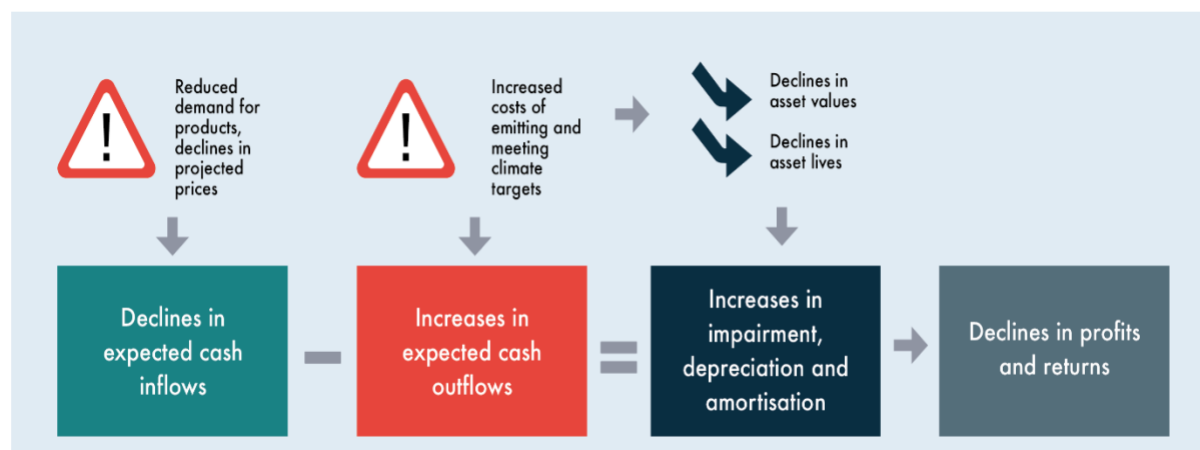 Reduced
demand for
products,
declines in
projected
prices
Increased
costs of
emitting and
meeting
climate
targets
Declines in
asset values
Declines in
asset lives
Declines in
expected cash
inflows
Increases in
expected cash
outflows
Increases in
impairment,
depreciation and
amortisation
Declines in profits
and returns